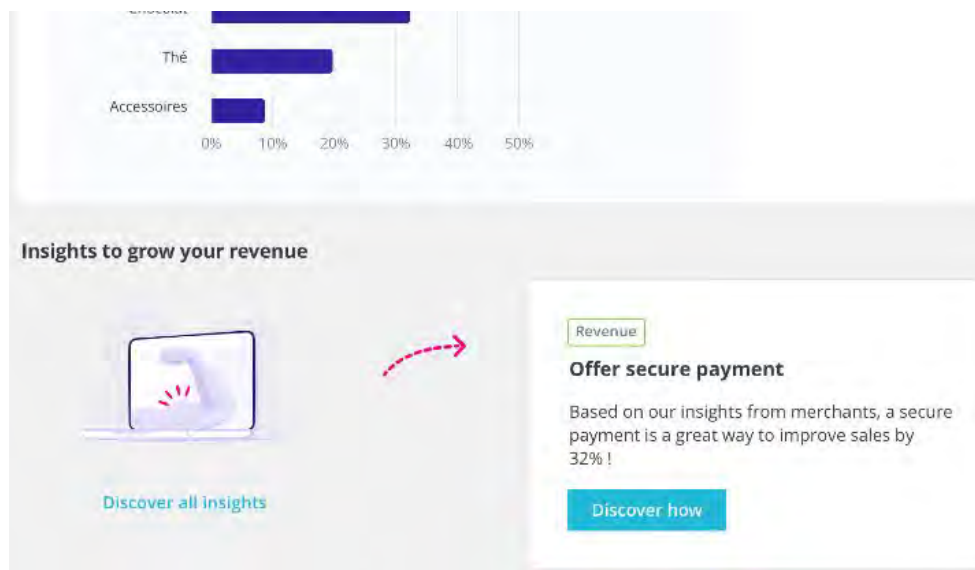 Chocolat
Thé
Accessoires
0% 10% 20% 30% 40% 50%
Insights to grow your revenue
Revenue
Offer secure payment
Based on our insights from merchants, a secure
payment is a great way to improve sales by
32% !
Discover all insights
Discover how